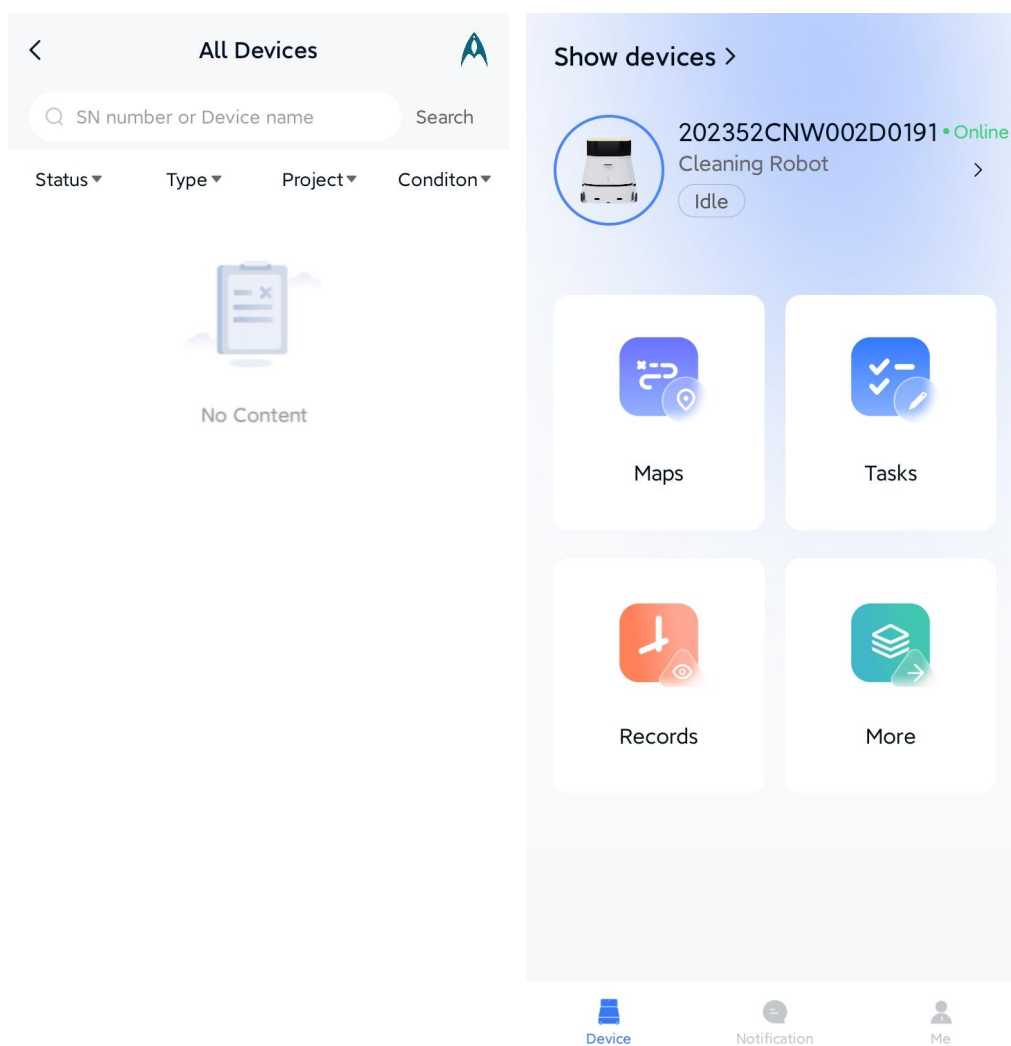 All Devices
SN number or Device name
Search
Status
Type
Project
Conditon
No Content
Show devices
202352CNW002D0191
Online
Cleaning Robot
Idle
Maps
Tasks
Records
More
Device
Notification
Me